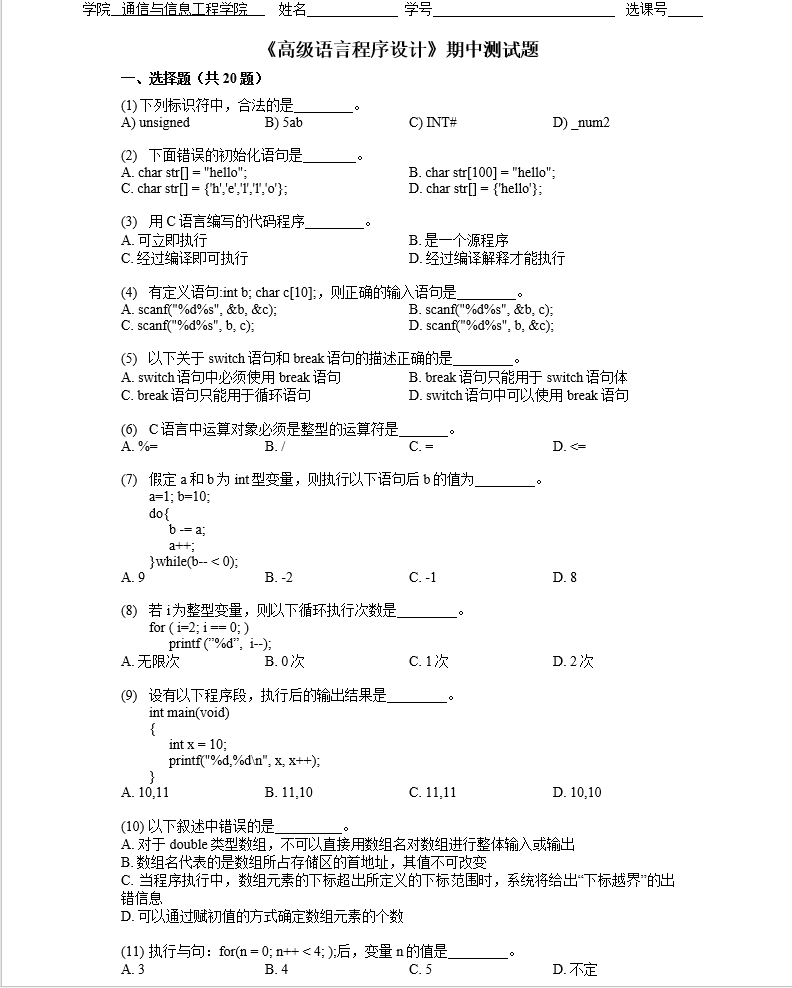 学院 通信与信息工程学院 姓名_____________ 学号__________________________ 选课号_____
《高级语言程序设计》期中测试题
一、选择题（共 20 题）
(1) 下列标识符中，合法的是________。
A) unsigned B) 5ab C) INT# D) _num2
(2) 下面错误的初始化语句是_______。
A. char str[] = "hello"; B. char str[100] = "hello";
C. char str[] = {'h','e','l','l','o'}; D. char str[] = {'hello'};
(3) 用 C 语言编写的代码程序________。
A. 可立即执行 B. 是一个源程序
C. 经过编译即可执行 D. 经过编译解释才能执行
(4) 有定义语句:int b; char c[10];，则正确的输入语句是________。
A. scanf("%d%s", &b, &c); B. scanf("%d%s", &b, c);
C. scanf("%d%s", b, c); D. scanf("%d%s", b, &c);
(5) 以下关于 switch 语句和 break 语句的描述正确的是________。
A. switch 语句中必须使用 break 语句 B. break 语句只能用于 switch 语句体
C. break 语句只能用于循环语句 D. switch 语句中可以使用 break 语句
(6) C 语言中运算对象必须是整型的运算符是_______。
A. %= B. / C. = D. <=
(7) 假定 a 和 b 为 int 型变量，则执行以下语句后 b 的值为________。
a=1; b=10;
do{
b -= a;
a++;
}while(b-- < 0);
A. 9 B. -2 C. -1 D. 8
(8) 若 i 为整型变量，则以下循环执行次数是________。
for ( i=2; i == 0; )
printf (”%d”, i--);
A. 无限次 B. 0 次 C. 1 次 D. 2 次
(9) 设有以下程序段，执行后的输出结果是________。
int main(void)
{
int x = 10;
printf("%d,%d\n", x, x++);
}
A. 10,11 B. 11,10 C. 11,11 D. 10,10
(10) 以下叙述中错误的是_________。
A. 对于 double 类型数组，不可以直接用数组名对数组进行整体输入或输出
B. 数组名代表的是数组所占存储区的首地址，其值不可改变
C. 当程序执行中，数组元素的下标超出所定义的下标范围时，系统将给出“下标越界”的出
错信息
D. 可以通过赋初值的方式确定数组元素的个数
(11) 执行与句：for(n = 0; n++ < 4; );后，变量 n 的值是________。
A. 3 B. 4 C. 5 D. 不定